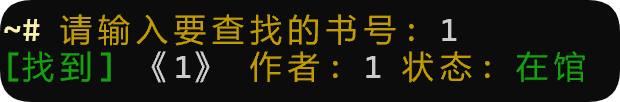 ~# 请输入要查找的书号: 1
[找到] 《1》 作者: 1 状态: 在馆